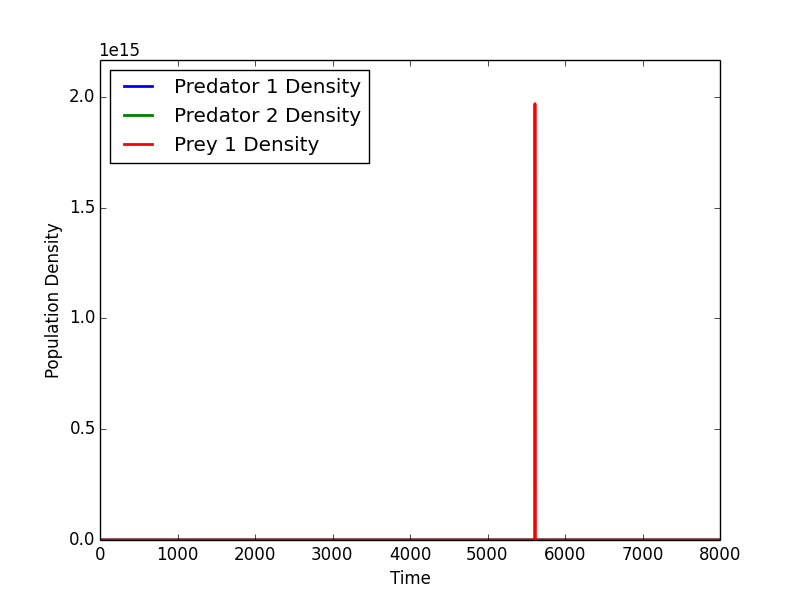 1e15
Predator 1 Density
Predator 2 Density
Prey 1 Density
2.0
1.5
1.0
0.5
0.0
Population Density
0 1000 2000 3000 4000 5000 6000 7000 8000
Time